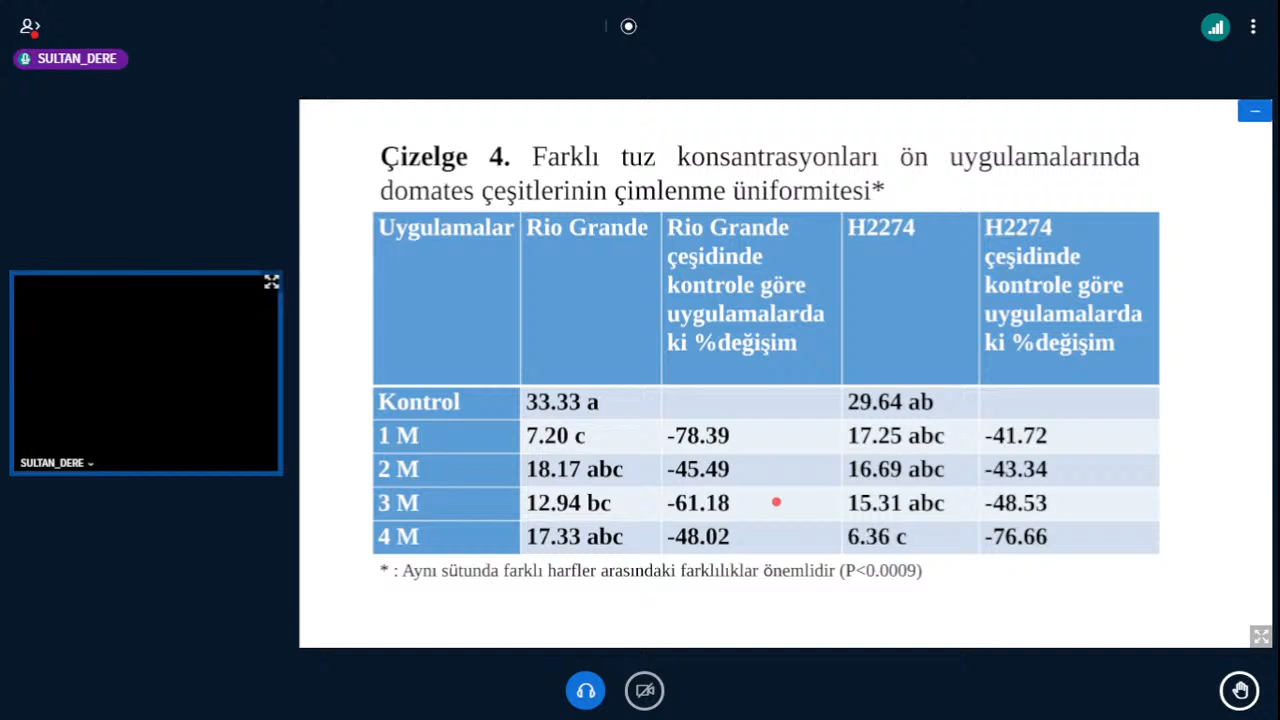 SULTAN_DERE
Çizelge 4. Farklı tuz konsantrasyonları ön uygulamalarında
domates çeşitlerinin çimlenme üniformitesi*
Uygulamalar Rio Grande Rio Grande çeşidinde kontrole göre uygulamalarda ki %değişim H2274 H2274 çeşidinde kontrole göre uygulamalarda ki %değişim
Kontrol 33.33 a 29.64 ab
1 M 7.20 c -78.39 17.25 abc -41.72
2 M 18.17 abc -45.49 16.69 abc -43.34
3 M 12.94 bc -61.18 15.31 abc -48.53
4 M 17.33 abc -48.02 6.36 c -76.66
* : Aynı sütunda farklı harfler arasındaki farklılıklar önemlidir (P<0.0009)
SULTAN_DERE